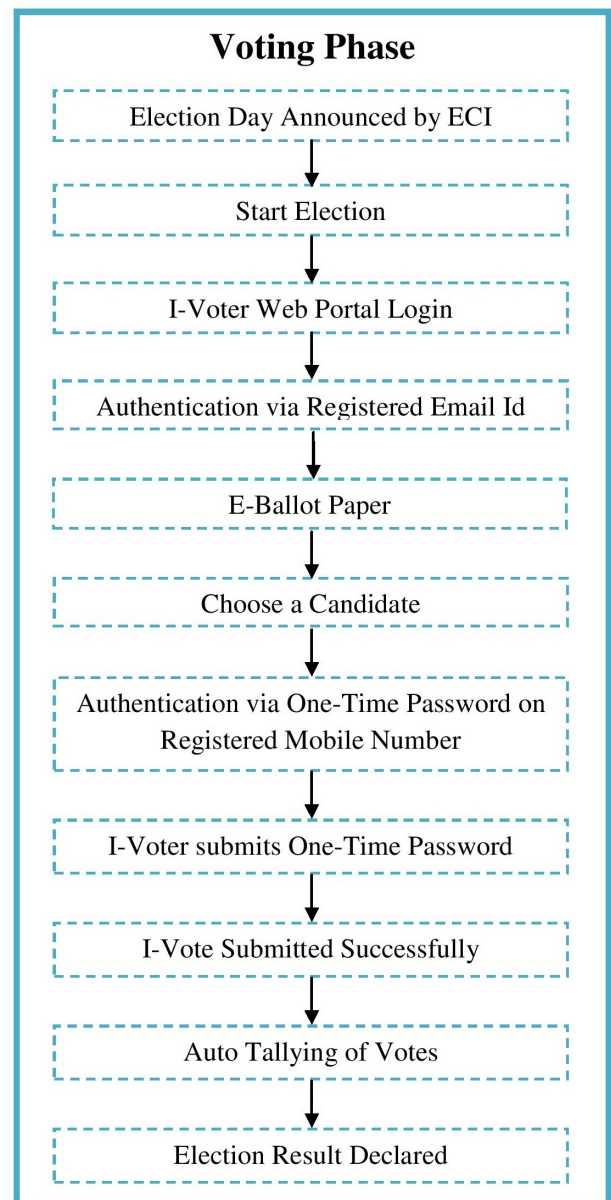 Voting Phase
Election Day Announced by ECI
Start Election
I-Voter Web Portal Login
Authentication via Registered Email Id
E-Ballot Paper
Choose a Candidate
Authentication via One-Time Password on
Registered Mobile Number
I-Voter submits One-Time Password
I-Vote Submitted Successfully
Auto Tallying of Votes
Election Result Declared